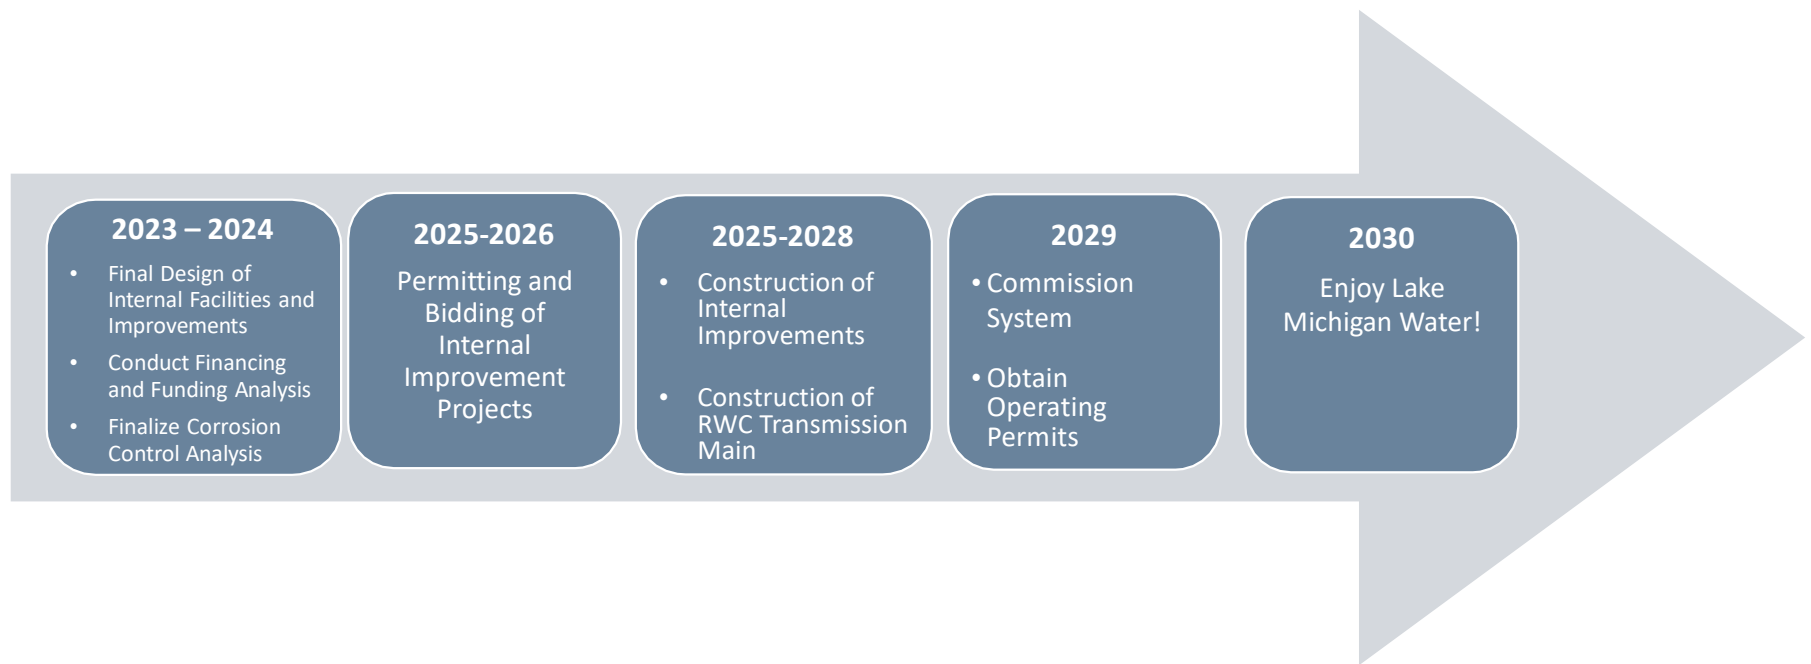 2023 – 2024
• Final Design of
Internal Facilities and
Improvements
• Conduct Financing
and Funding Analysis
• Finalize Corrosion
Control Analysis
2025-2026
Permitting and
Bidding of
Internal
Improvement
Projects
2025-2028
• Construction of
Internal
Improvements
• Construction of
RWC Transmission
Main
2029
• Commission
System
• Obtain
Operating
Permits
2030
Enjoy Lake
Michigan Water!